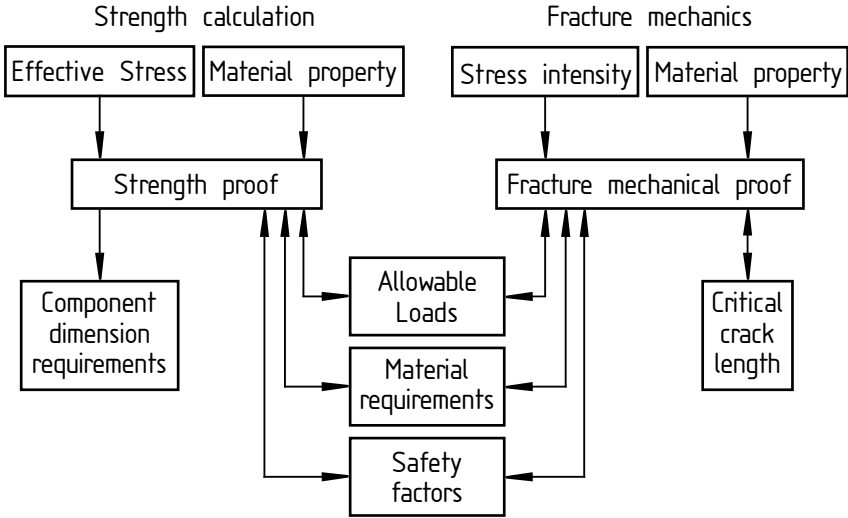 Strength calculation
Fracture mechanics
Effective Stress
Material property
Stress intensity
Material property
Strength proof
Fracture mechanical proof
Component
dimension
requirements
Allowable
Loads
Critical
crack
length
Material
requirements
Safety
factors